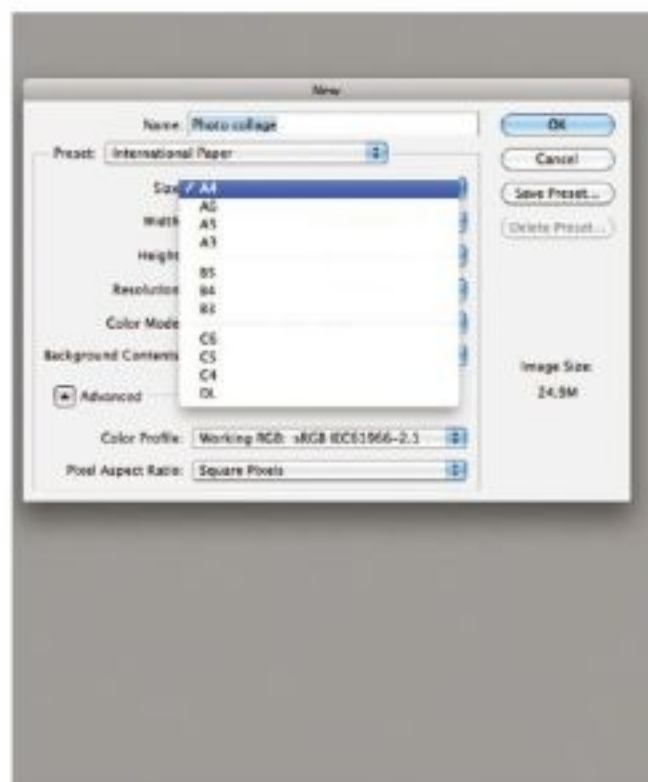 New
Name: Photo collage
OK
Preset: International Paper
Cancel
Size
✓ A4
Save Preset...
A6
Width
A5
Delete Preset...
A3
Height
B5
Resolution
B4
B3
Color Mode
C6
Background Contents
C5
Image Size:
C4
24.9M
DL
Advanced
Color Profile: Working RGB: sRGB IEC61966-2.1
Pixel Aspect Ratio: Square Pixels